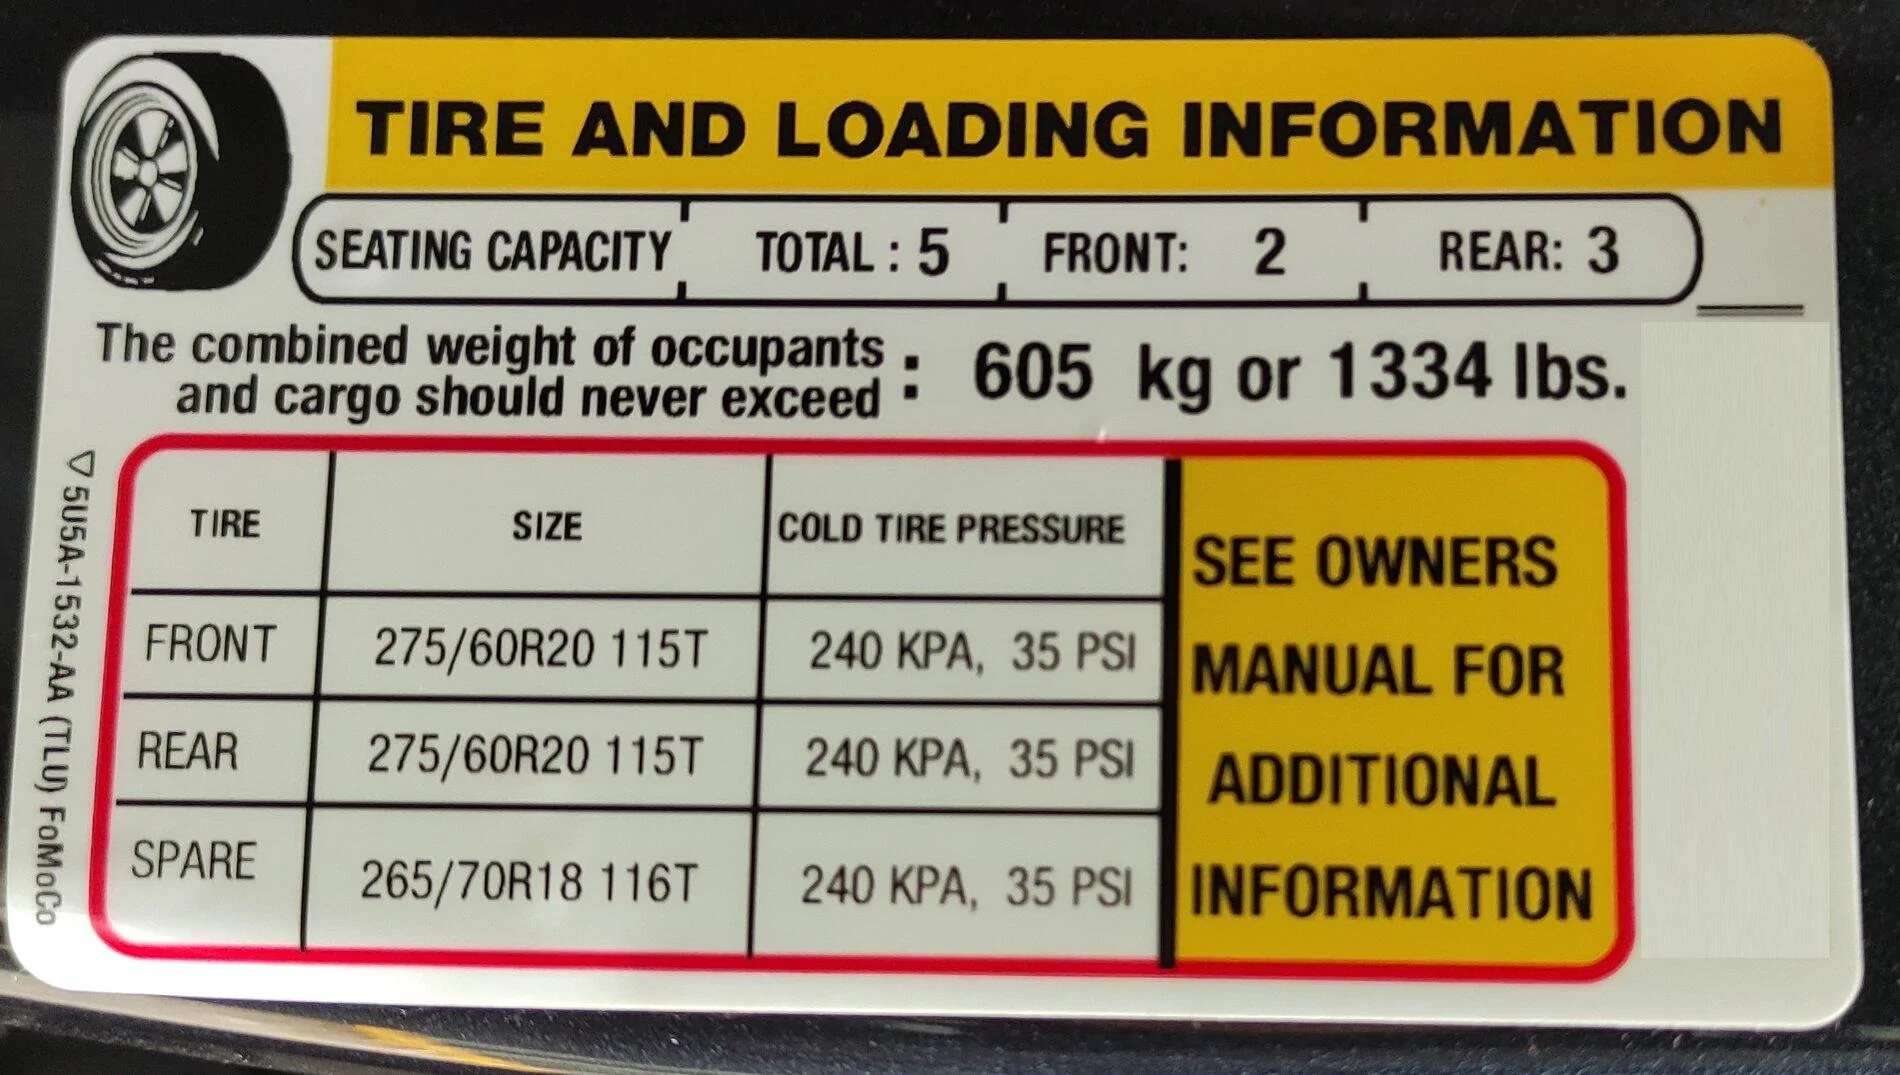 TIRE AND LOADING INFORMATION
SEATING CAPACITY TOTAL : 5 FRONT: 2 REAR: 3
The combined weight of occupants
and cargo should never exceed : 605 kg or 1334 lbs.
TIRE SIZE COLD TIRE PRESSURE
FRONT 275/60R20 115T 240 KPA, 35 PSI
REAR 275/60R20 115T 240 KPA, 35 PSI
SPARE 265/70R18 116T 240 KPA, 35 PSI
SEE OWNERS
MANUAL FOR
ADDITIONAL
INFORMATION
5U5A-1532-AA (TLU) FoMoCo